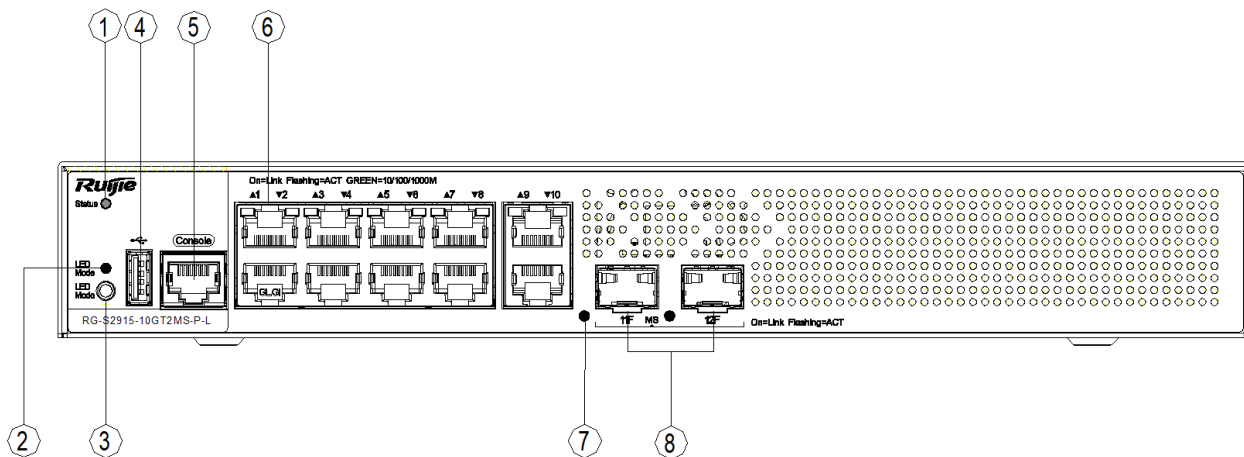 1 4 5 6
On=Link Flashing=ACT GREEN=10/100/1000M
Ruijie
▲1 ▼2 ▲3 ▼4 ▲5 ▼6 ▲7 ▼8 ▲9 ▼10
Status
Console
LED
Mode
LED
Mode
GLGL
RG-S2915-10GT2MS-P-L
11F MS 12F
On=Link Flashing=ACT
2 3 7 8